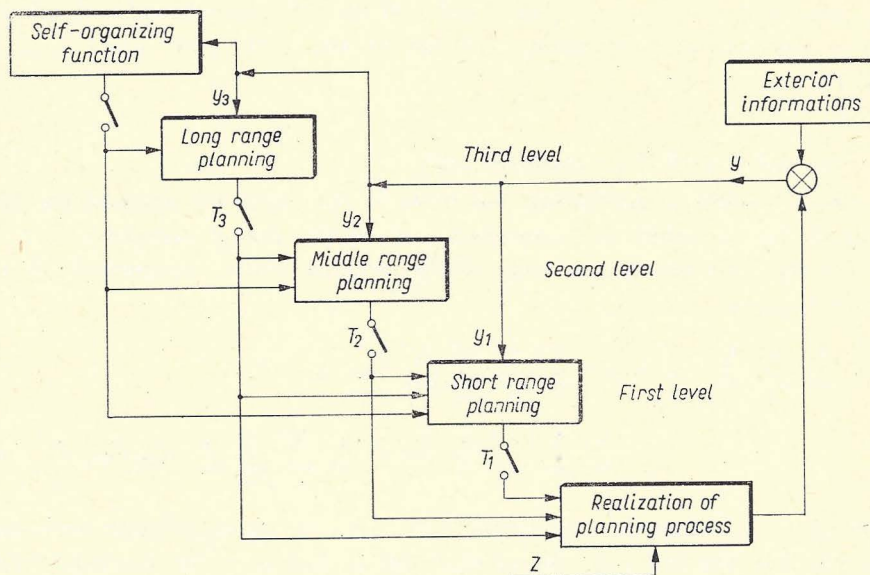 Self-organizing
function
Exterior
informations
y3
Long range
planning
Third level
y
T3
y2
Middle range
planning
Second level
T2
y1
Short range
planning
First level
T1
Realization of
planning process
Z